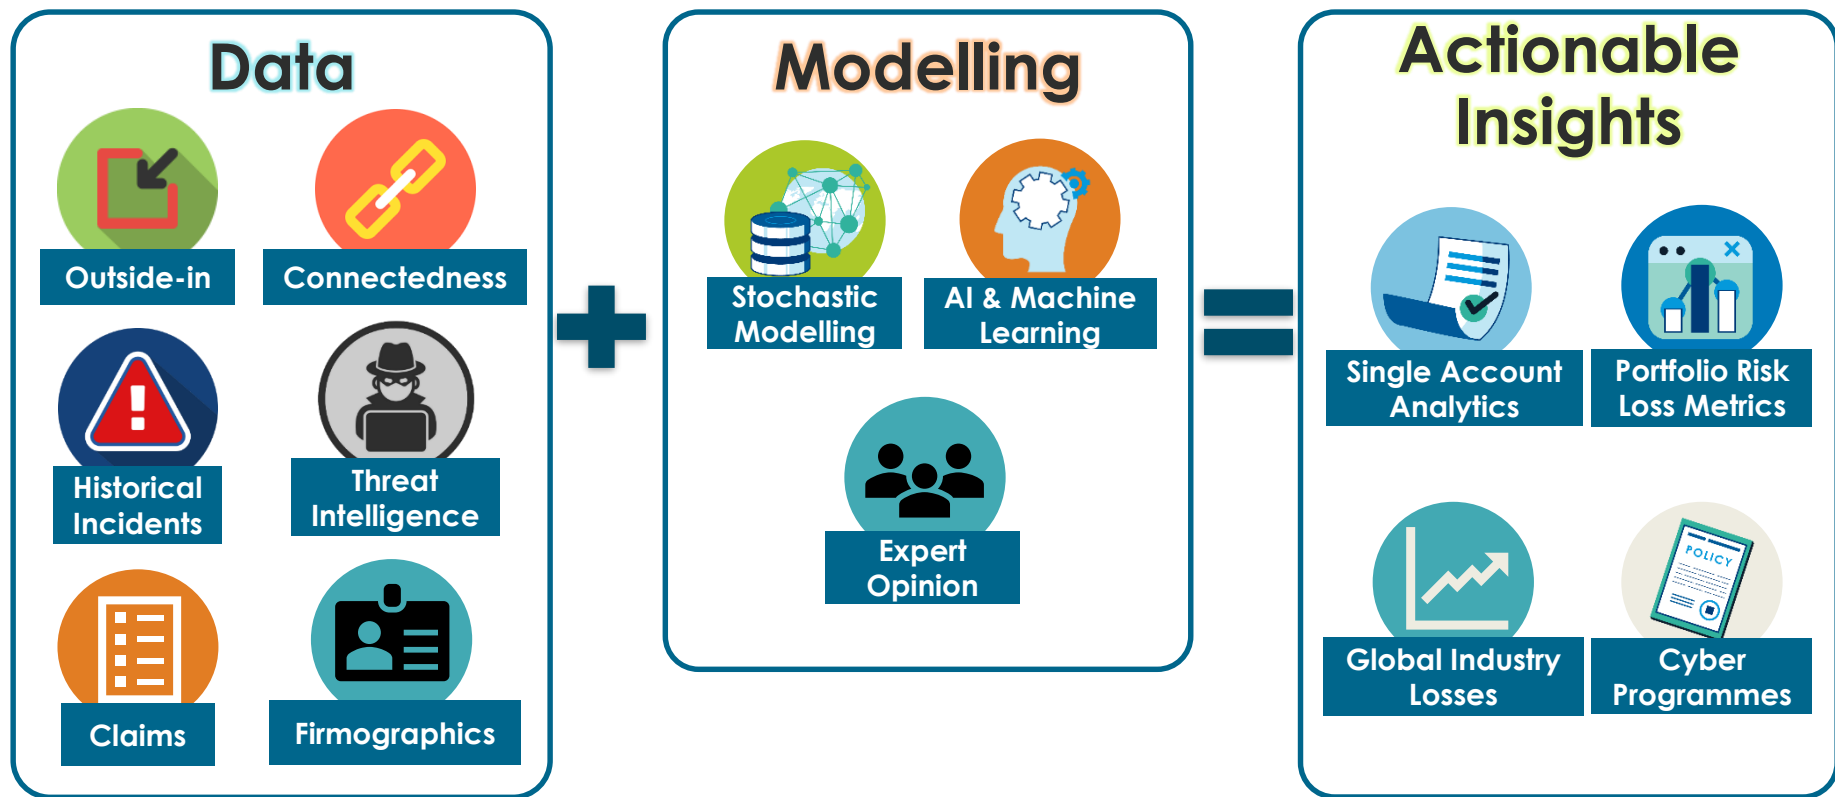 Data
Outside-in
Connectedness
Historical
Incidents
Threat
Intelligence
Claims
Firmographics
+
Modelling
Stochastic
Modelling
AI & Machine
Learning
Expert
Opinion
=
Actionable
Insights
Single Account
Analytics
Portfolio Risk
Loss Metrics
Global Industry
Losses
POLICY
Cyber
Programmes